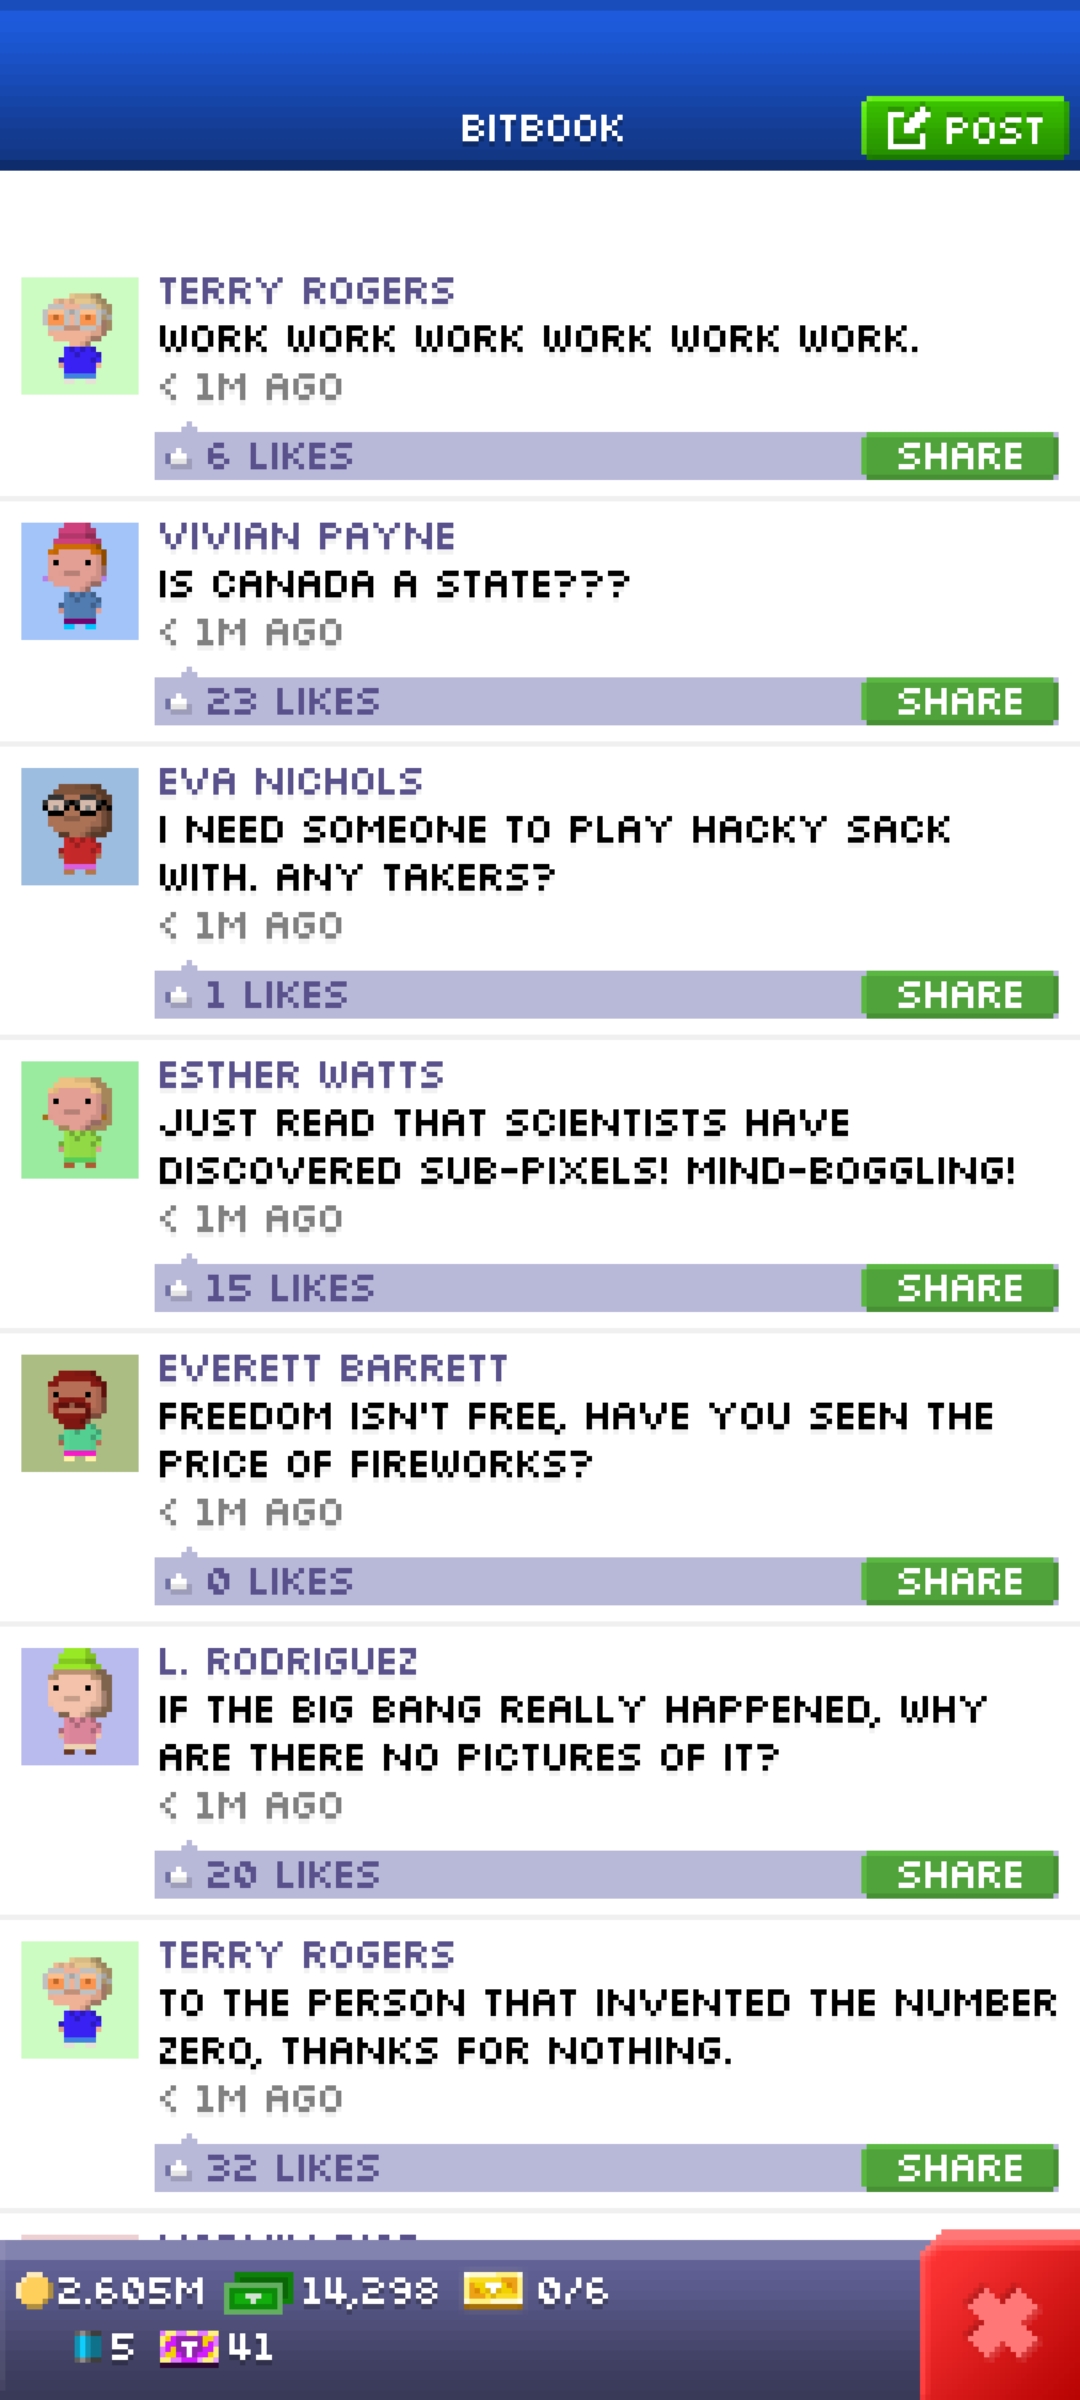 BITBOOK
POST
TERRY ROGERS
WORK WORK WORK WORK WORK WORK.
< 1M AGO
6 LIKES
SHARE
VIVIAN PAYNE
IS CANADA A STATE???
< 1M AGO
23 LIKES
SHARE
EVA NICHOLS
I NEED SOMEONE TO PLAY HACKY SACK
WITH. ANY TAKERS?
< 1M AGO
1 LIKES
SHARE
ESTHER WATTS
JUST READ THAT SCIENTISTS HAVE
DISCOVERED SUB-PIXELS! MIND-BOGGLING!
< 1M AGO
15 LIKES
SHARE
EVERETT BARRETT
FREEDOM ISN'T FREE, HAVE YOU SEEN THE
PRICE OF FIREWORKS?
< 1M AGO
0 LIKES
SHARE
L. RODRIGUEZ
IF THE BIG BANG REALLY HAPPENED, WHY
ARE THERE NO PICTURES OF IT?
< 1M AGO
20 LIKES
SHARE
TERRY ROGERS
TO THE PERSON THAT INVENTED THE NUMBER
ZERO, THANKS FOR NOTHING.
< 1M AGO
32 LIKES
SHARE
2.605M 14,298 0/6
5 T 41